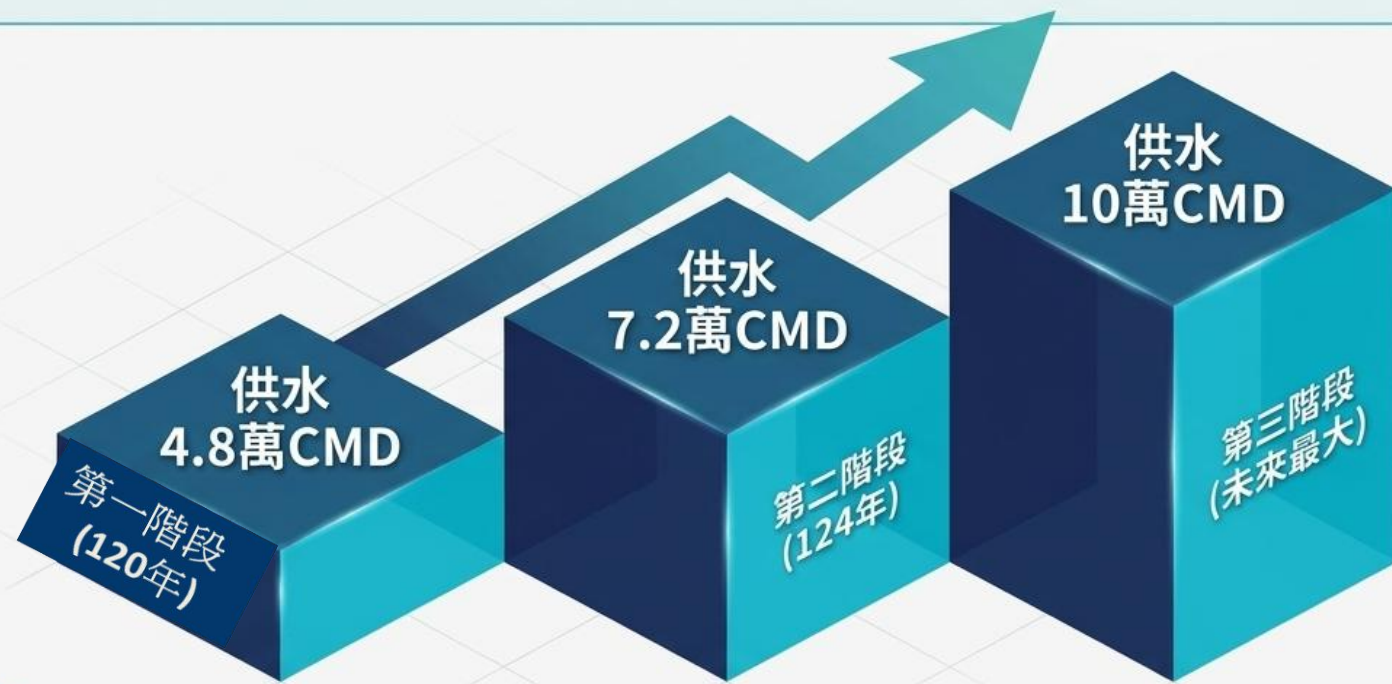 供水
4.8萬CMD
第一階段
(120年)
供水
7.2萬CMD
第二階段
(124年)
供水
10萬CMD
第三階段
(未來最大)